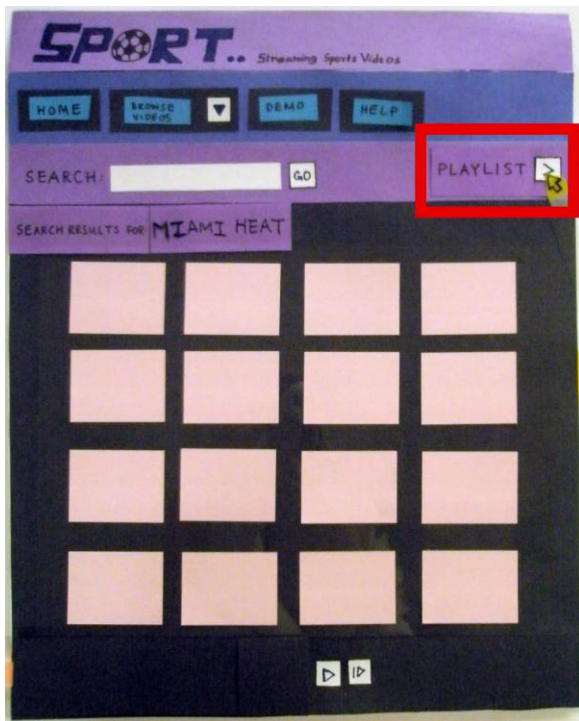 SPORT..
Streaming Sports Videos
HOME
BROWSE
VIDEOS
DEMO
HELP
SEARCH:
GO
PLAYLIST >
SEARCH RESULTS FOR MIAMI HEAT